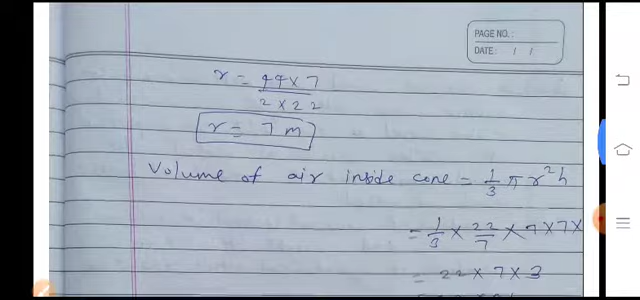 PAGE NO.:
DATE: / /
r = 44 × 7
2 × 22
r = 7 m
Volume of air inside cone = 1/3 π r²h
= 1/3 × 22/7 × 7 × 7 ×
= 22 × 7 × 3